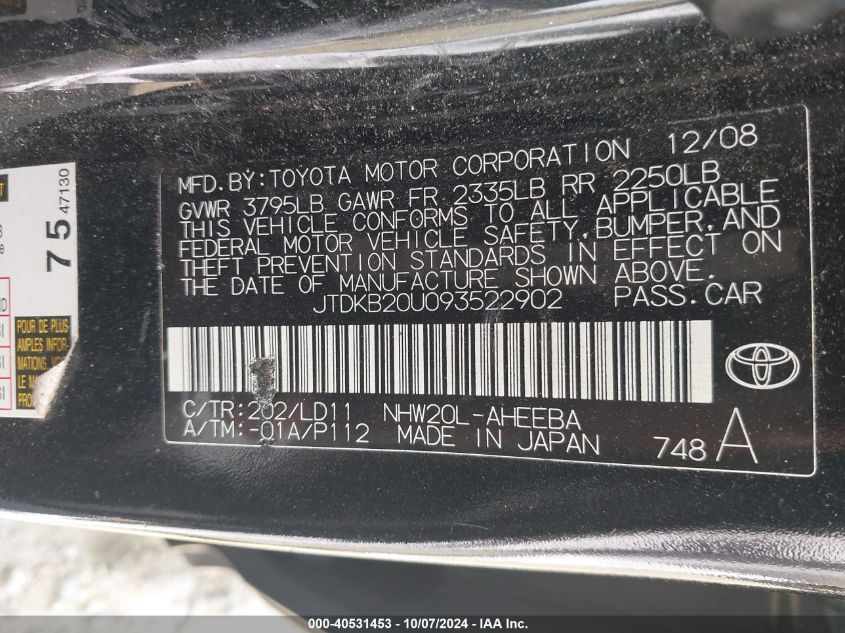 MFD.BY:TOYOTA MOTOR CORPORATION 12/08
GVWR 3795LB GAWR FR 2335LB RR 2250LB
THIS VEHICLE CONFORMS TO ALL APPLICABLE
FEDERAL MOTOR VEHICLE SAFETY,BUMPER,AND
THEFT PREVENTION STANDARDS IN EFFECT ON
THE DATE OF MANUFACTURE SHOWN ABOVE.
JTDKB20U093522902 PASS.CAR
C/TR:202/LD11 NHW20L-AHEEBA
A/TM:-01A/P112 MADE IN JAPAN 748 A
75 47130
POUR DE PLUS
AMPLES INFOR-
MATIONS,
LE
000-40531453 - 10/07/2024 - IAA Inc.